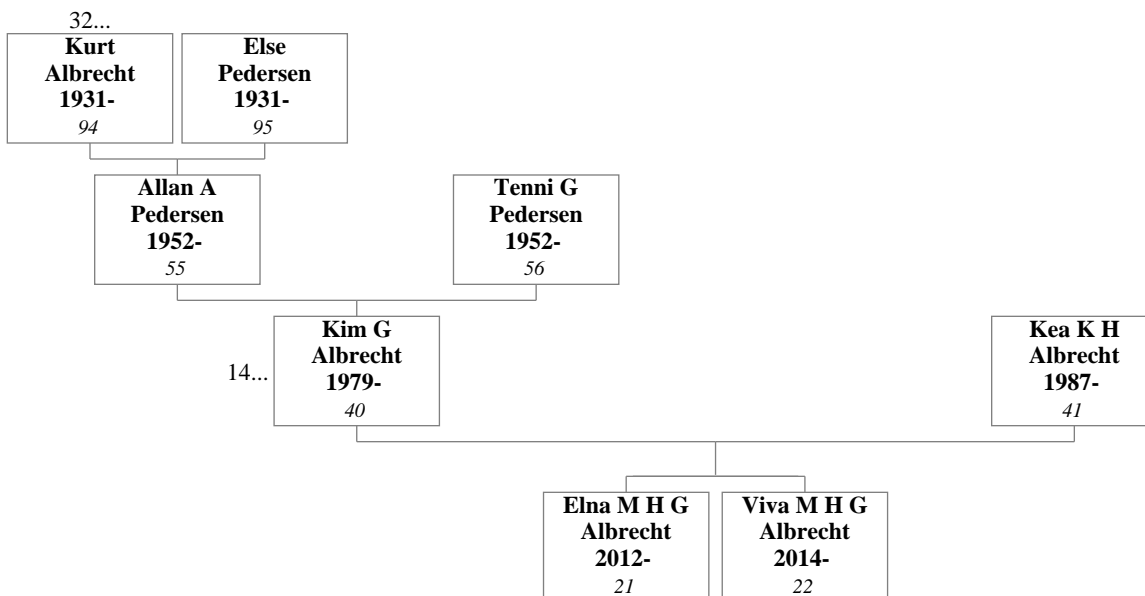 32...
Kurt
Albrecht
1931-
94
Else
Pedersen
1931-
95
Allan A
Pedersen
1952-
55
Tenni G
Pedersen
1952-
56
14...
Kim G
Albrecht
1979-
40
Kea K H
Albrecht
1987-
41
Elna M H G
Albrecht
2012-
21
Viva M H G
Albrecht
2014-
22